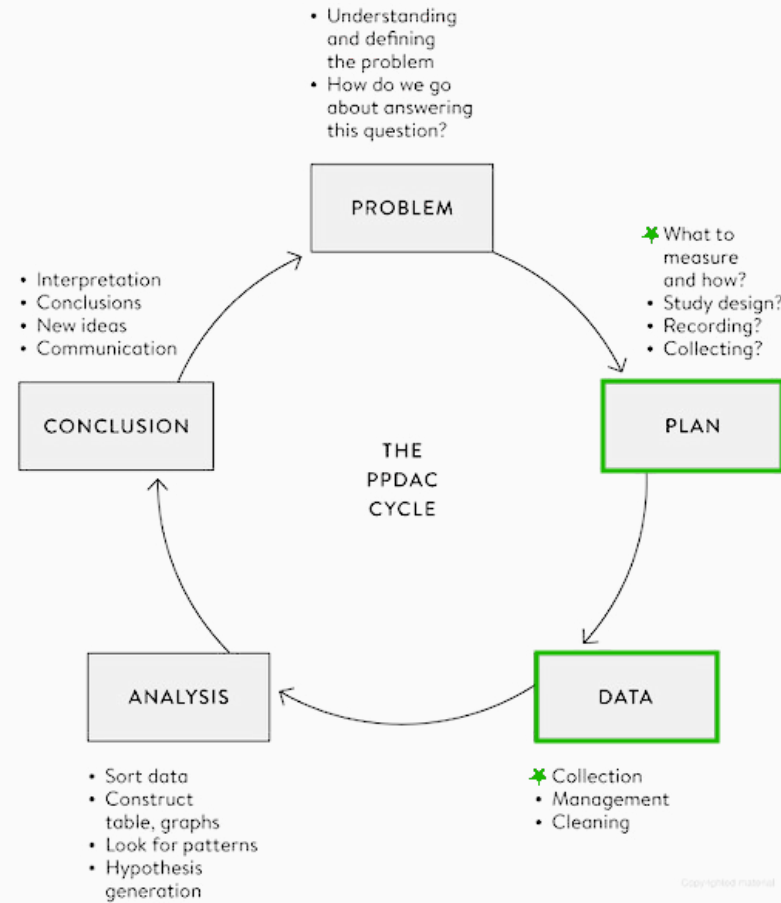 • Understanding
and defining
the problem
• How do we go
about answering
this question?
PROBLEM
What to
measure
and how?
• Study design?
• Recording?
• Collecting?
PLAN
• Interpretation
• Conclusions
• New ideas
• Communication
CONCLUSION
THE
PPDAC
CYCLE
ANALYSIS
• Sort data
• Construct
table, graphs
• Look for patterns
• Hypothesis
generation
DATA
Collection
• Management
• Cleaning
Copyrighted material